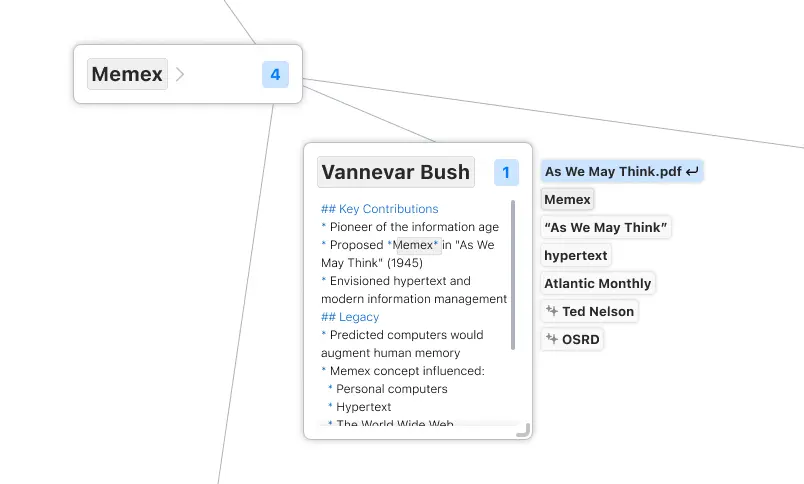 Memex
4
Vannevar Bush
1
## Key Contributions
* Pioneer of the information age
* Proposed *Memex* in "As We
May Think" (1945)
* Envisioned hypertext and
modern information management
## Legacy
* Predicted computers would
augment human memory
* Memex concept influenced:
* Personal computers
* Hypertext
* The World Wide Web
As We May Think.pdf
Memex
“As We May Think”
hypertext
Atlantic Monthly
Ted Nelson
OSRD